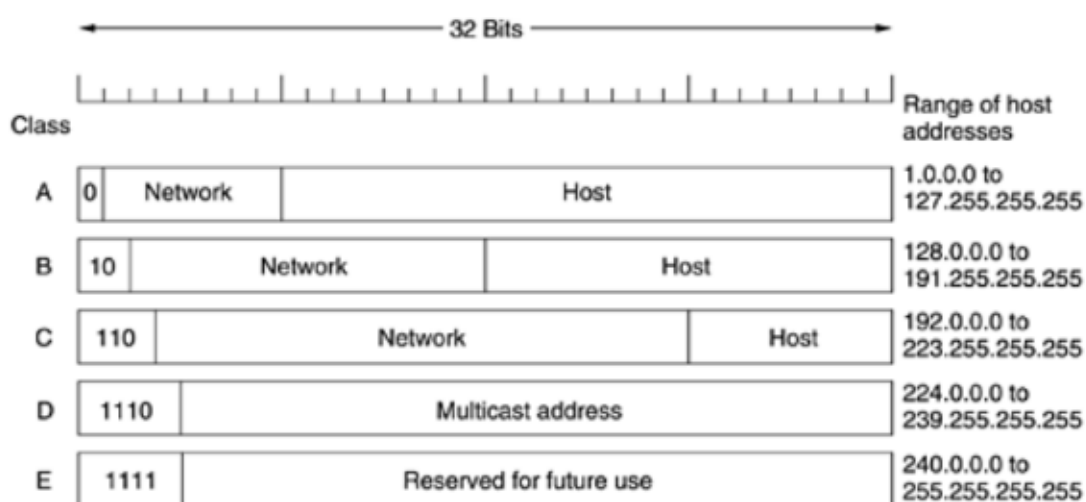 32 Bits
Class
Range of host
addresses
A 0 Network Host 1.0.0.0 to
127.255.255.255
B 10 Network Host 128.0.0.0 to
191.255.255.255
C 110 Network Host 192.0.0.0 to
223.255.255.255
D 1110 Multicast address 224.0.0.0 to
239.255.255.255
E 1111 Reserved for future use 240.0.0.0 to
255.255.255.255